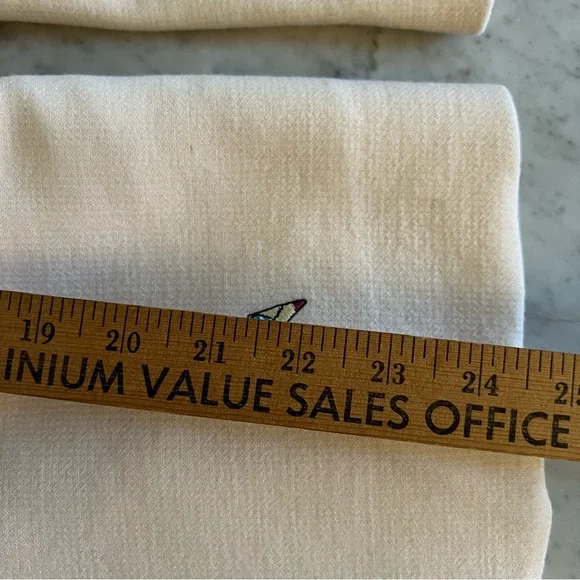 19 20 21 22 23 24 25
INIUM VALUE SALES OFFICE